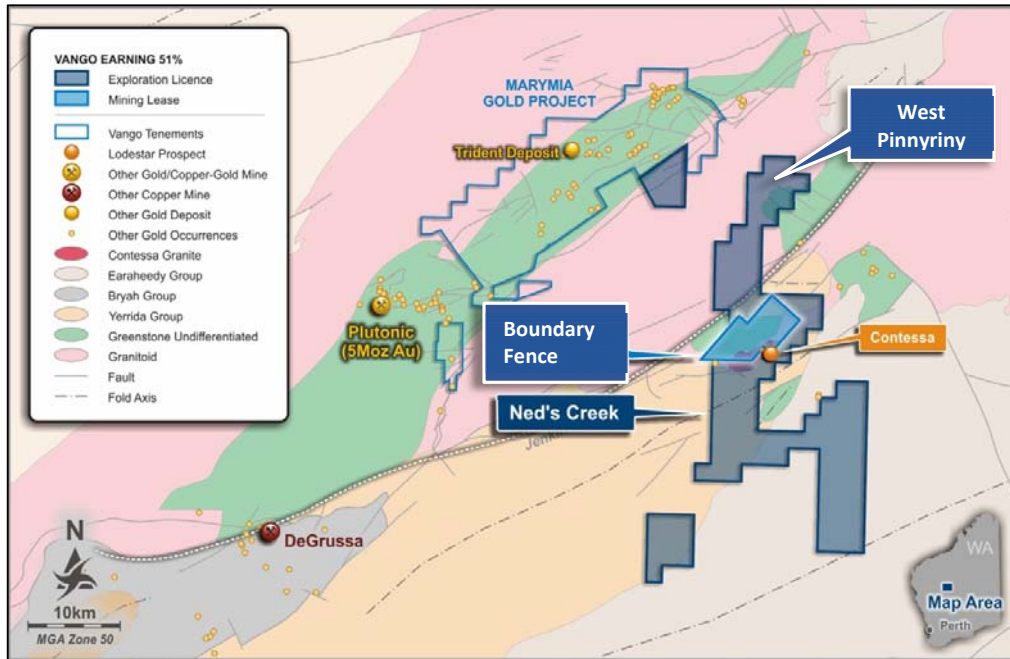 VANGO EARNING 51%
Exploration Licence
Mining Lease
Vango Tenements
Lodestar Prospect
Other Gold/Copper-Gold Mine
Other Copper Mine
Other Gold Deposit
Other Gold Occurrences
Contessa Granite
Earaheedy Group
Bryah Group
Yerrida Group
Greenstone Undifferentiated
Granitoid
Fault
Fold Axis
MARYMIA
GOLD PROJECT
Trident Deposit
West
Pinnyriny
Plutonic
(5Moz Au)
Boundary
Fence
Contessa
Ned's Creek
DeGrussa
N
10km
MGA Zone 50
WA
Map Area
Perth